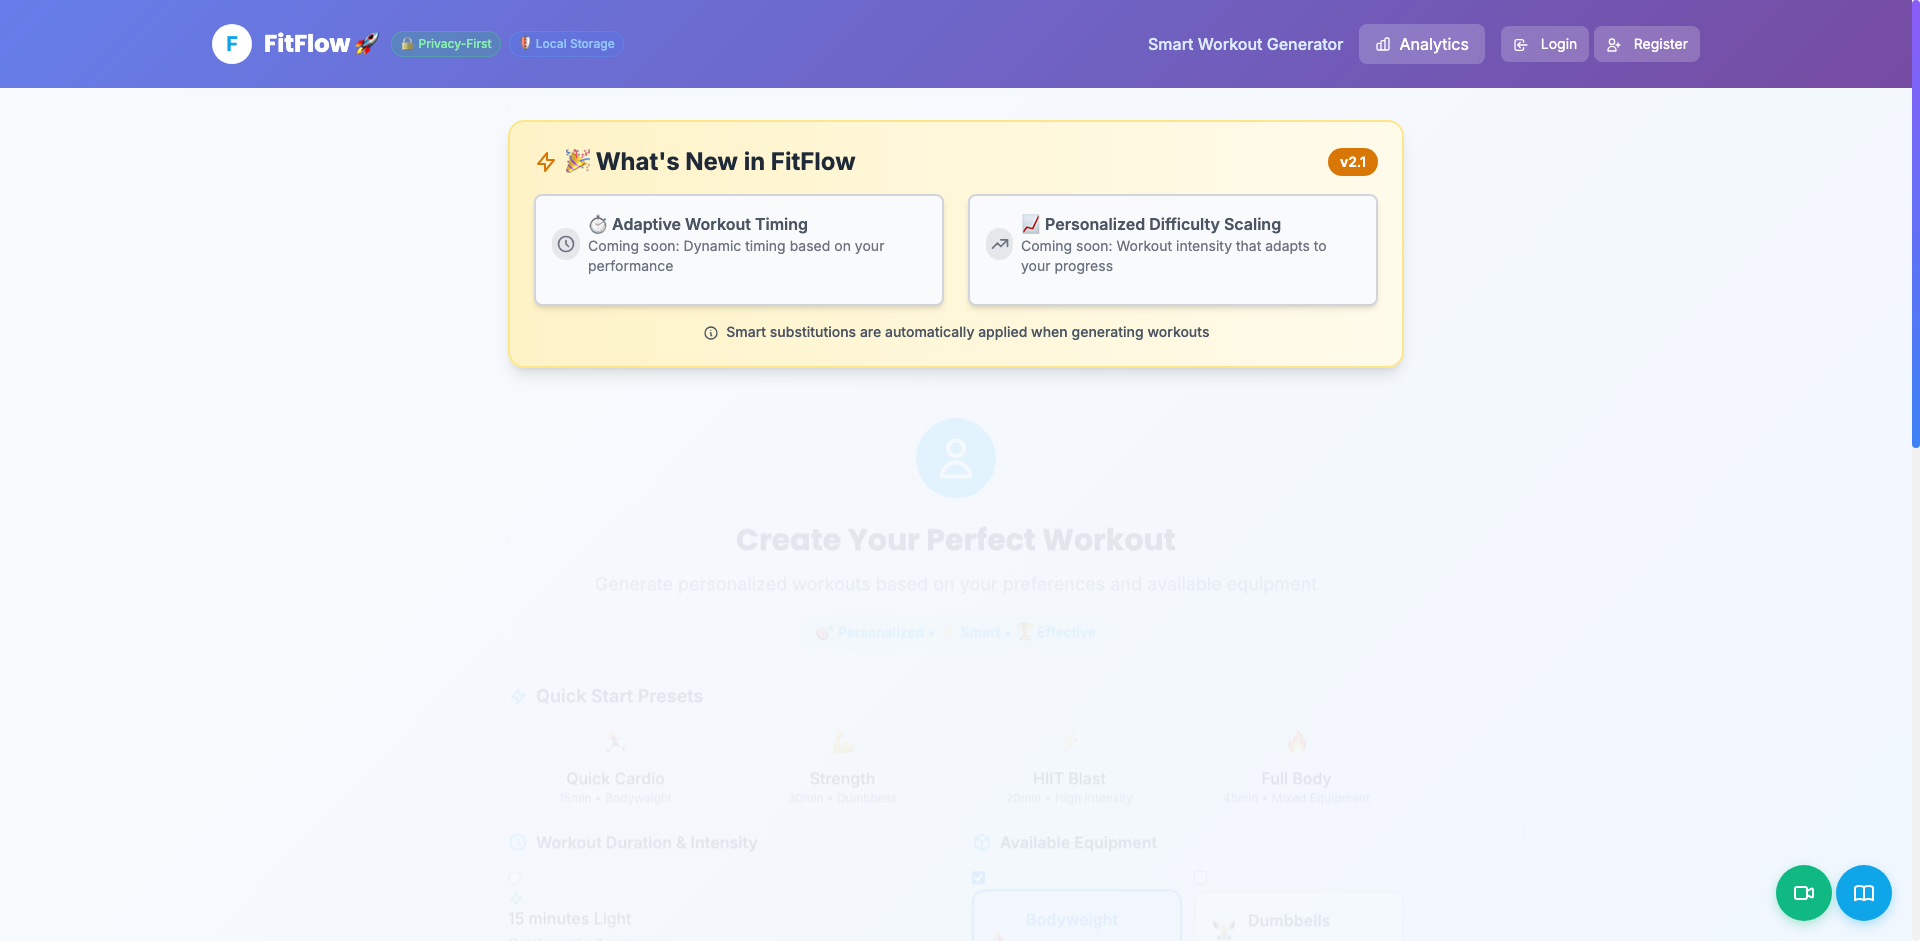 F FitFlow 🚀 🔒 Privacy-First 💈 Local Storage
Smart Workout Generator Analytics Login Register
🎉 What's New in FitFlow v2.1
⏱️ Adaptive Workout Timing
Coming soon: Dynamic timing based on your
performance
📈 Personalized Difficulty Scaling
Coming soon: Workout intensity that adapts to
your progress
Smart substitutions are automatically applied when generating workouts
Create Your Perfect Workout
Generate personalized workouts based on your preferences and available equipment
🎯 Personalized • ⚡ Smart • 🏆 Effective
Quick Start Presets
Quick Cardio
15min • Bodyweight
Strength
30min • Dumbbells
HIIT Blast
20min • High Intensity
Full Body
45min • Mixed Equipment
Workout Duration & Intensity
15 minutes Light
Available Equipment
Bodyweight
Dumbbells